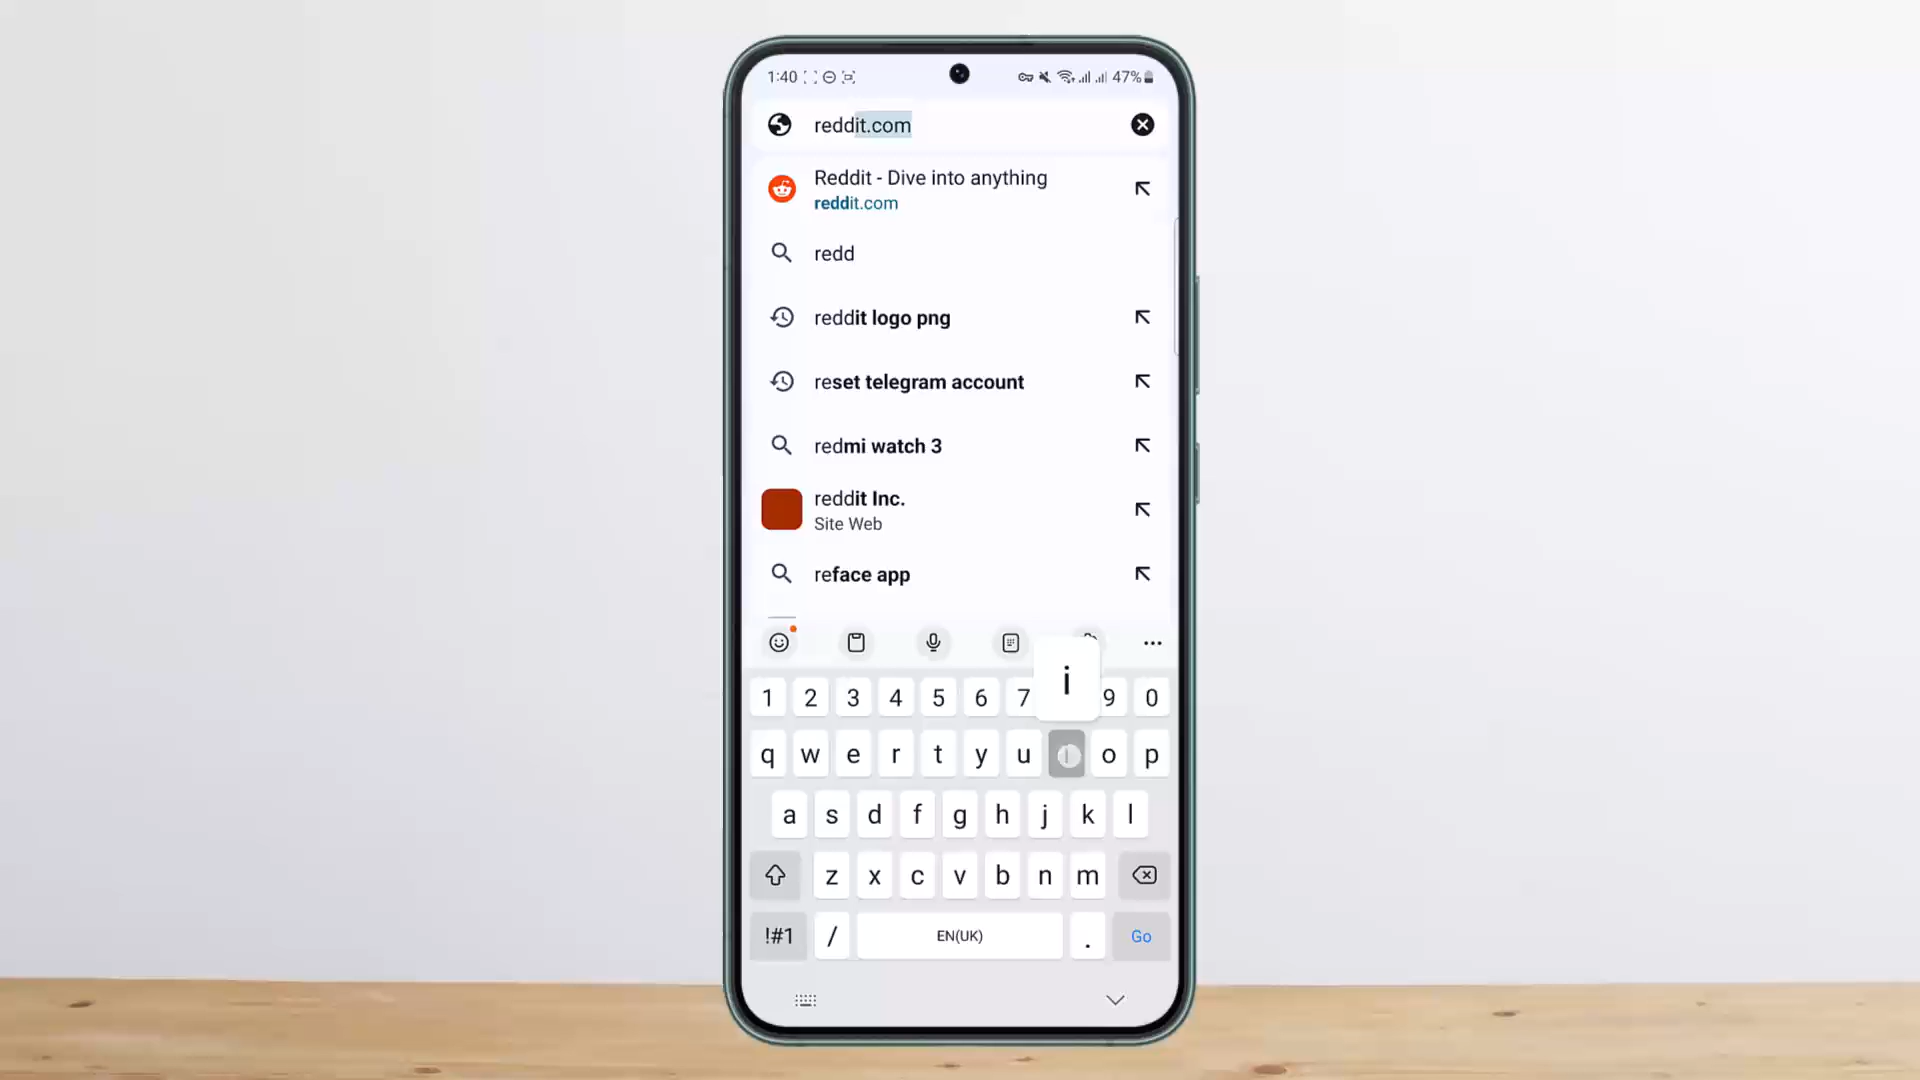 1:40
47%
reddit.com
Reddit - Dive into anything
reddit.com
redd
reddit logo png
reset telegram account
redmi watch 3
reddit Inc.
Site Web
reface app
i
1 2 3 4 5 6 7 9 0
q w e r t y u o p
a s d f g h j k l
z x c v b n m
!#1 / EN(UK) . Go